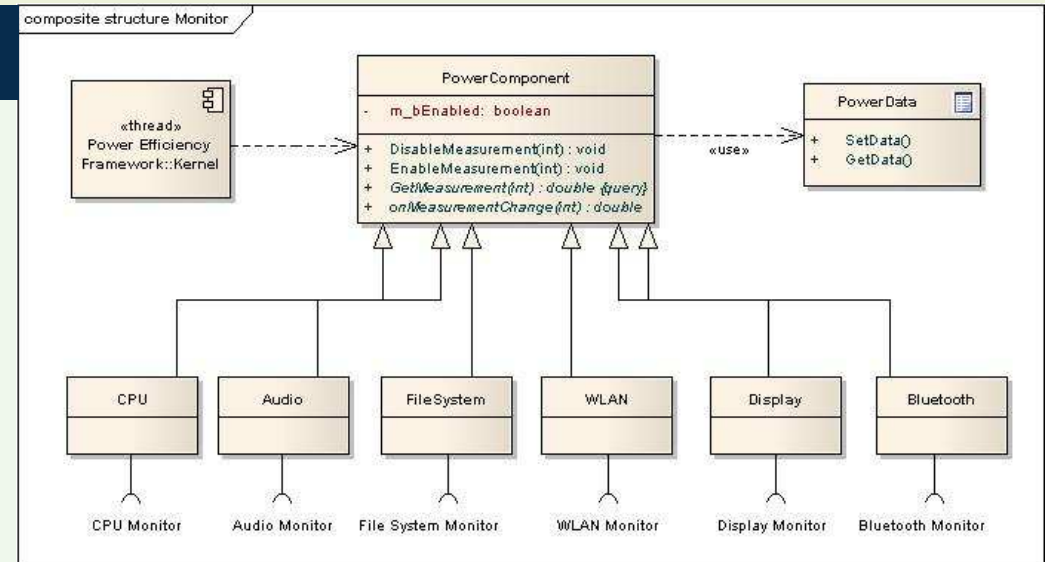 composite structure Monitor
«thread»
Power Efficiency
Framework::Kernel
PowerComponent
- m_bEnabled: boolean
+ DisableMeasurement(int) : void
+ EnableMeasurement(int) : void
+ GetMeasurement(int) : double {query}
+ onMeasurementChange(int) : double
«use»
PowerData
+ SetData()
+ GetData()
CPU
Audio
FileSystem
WLAN
Display
Bluetooth
CPU Monitor
Audio Monitor
File System Monitor
WLAN Monitor
Display Monitor
Bluetooth Monitor